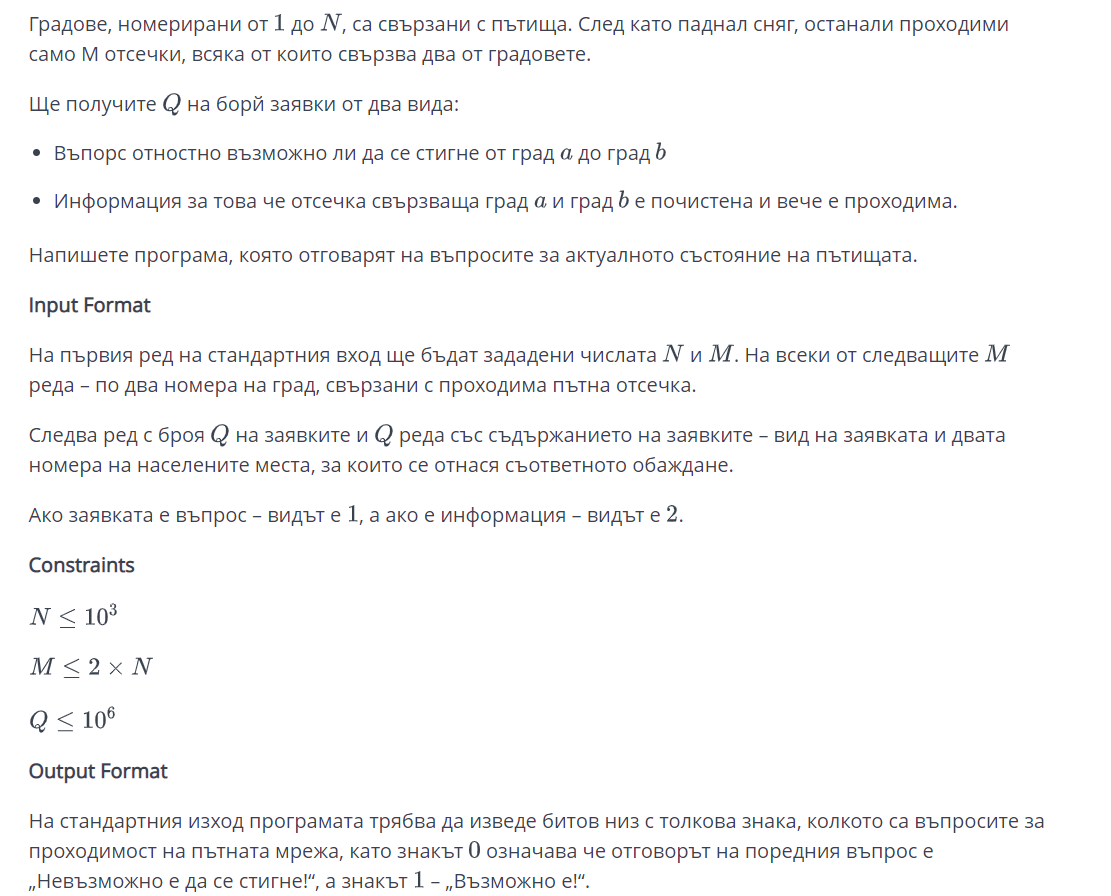 Градове, номерирани от 1 до N, са свързани с пътища. След като паднал сняг, останали проходими
само М отсечки, всяка от които свързва два от градовете.
Ще получите Q на борй заявки от два вида:
• Въпорс отностно възможно ли да се стигне от град a до град b
• Информация за това че отсечка свързваща град a и град b е почистена и вече е проходима.
Напишете програма, която отговарят на въпросите за актуалното състояние на пътищата.
Input Format
На първия ред на стандартния вход ще бъдат зададени числата N и M. На всеки от следващите M
реда – по два номера на град, свързани с проходима пътна отсечка.
Следва ред с броя Q на заявките и Q реда със съдържанието на заявките – вид на заявката и двата
номера на населените места, за които се отнася съответното обаждане.
Ако заявката е въпрос – видът е 1, а ако е информация – видът е 2.
Constraints
N ≤ 10³
M ≤ 2 × N
Q ≤ 10⁶
Output Format
На стандартния изход програмата трябва да изведе битов низ с толкова знака, колкото са въпросите за
проходимост на пътната мрежа, като знакът 0 означава че отговорът на поредния въпрос е
„Невъзможно е да се стигне!“, а знакът 1 – „Възможно е!“.